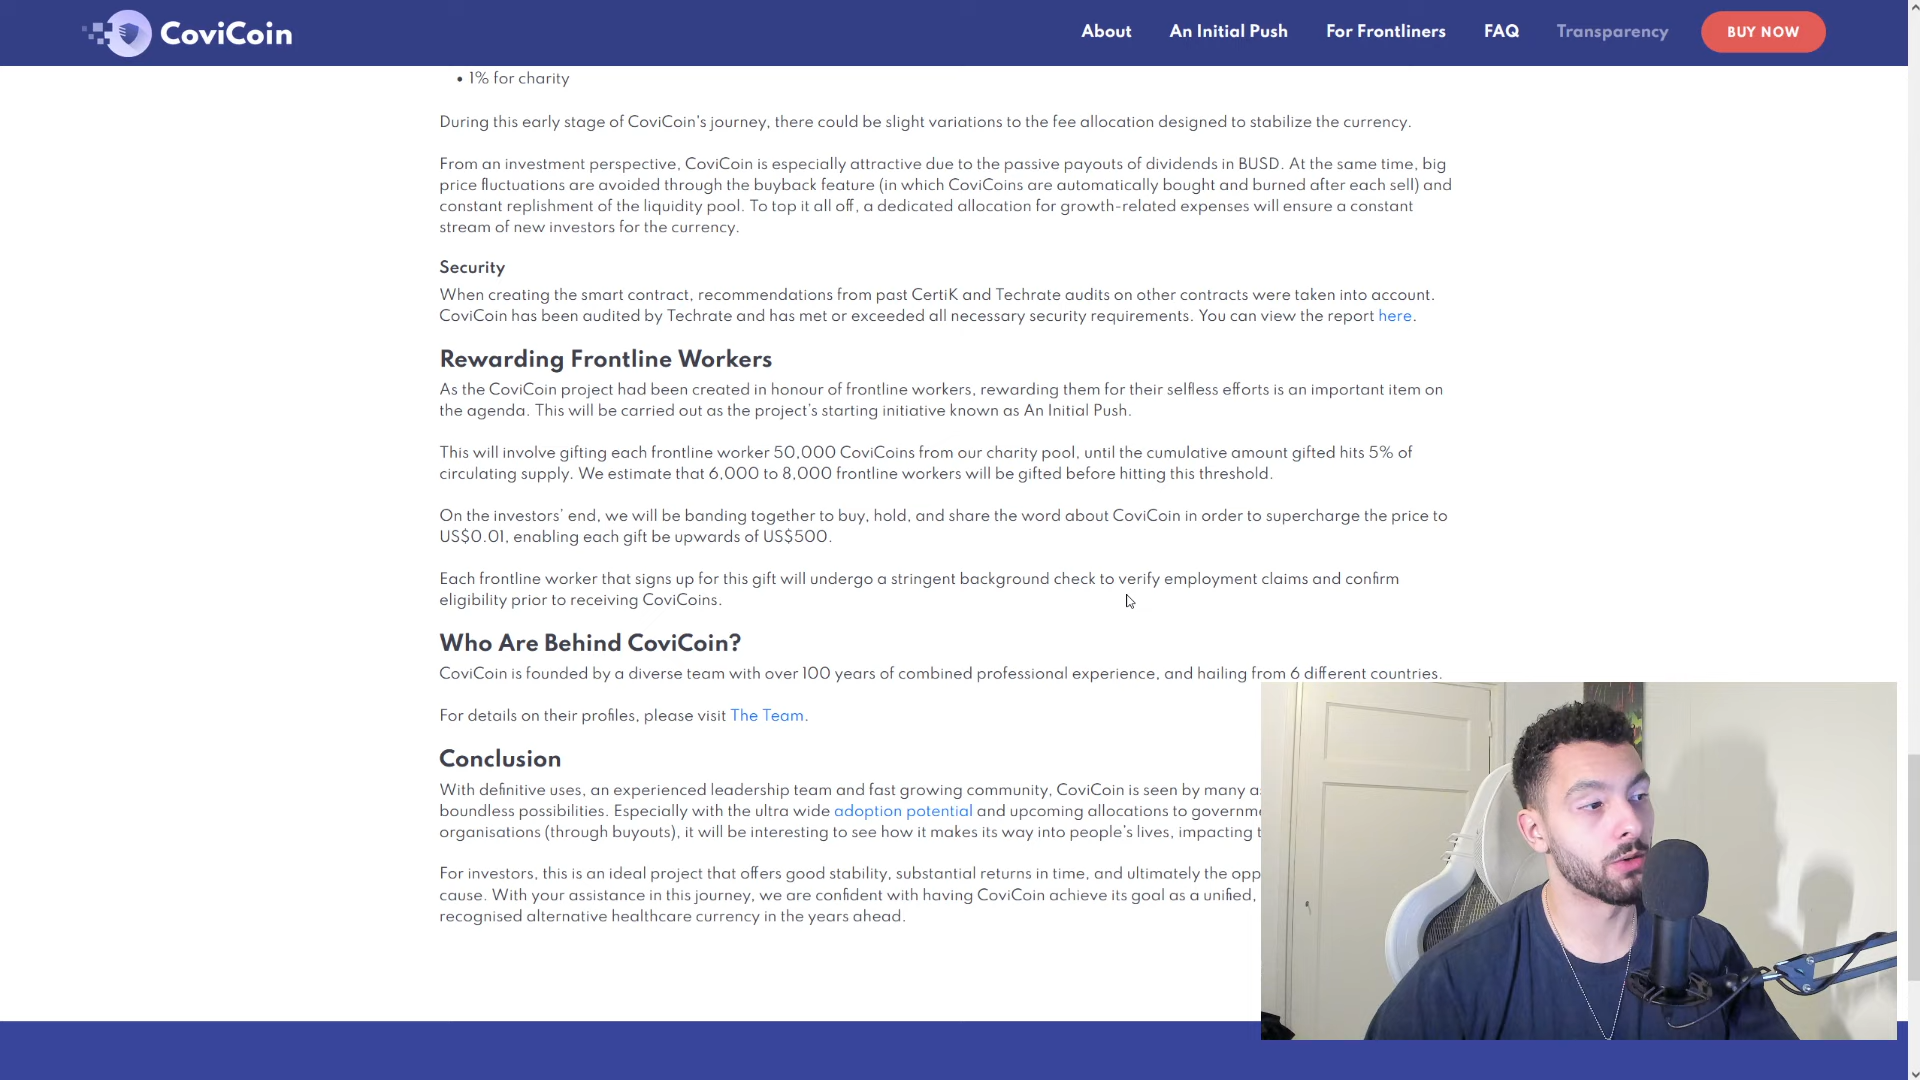 CoviCoin
About An Initial Push For Frontliners FAQ Transparency BUY NOW
• 1% for charity
During this early stage of CoviCoin's journey, there could be slight variations to the fee allocation designed to stabilize the currency.
From an investment perspective, CoviCoin is especially attractive due to the passive payouts of dividends in BUSD. At the same time, big
price fluctuations are avoided through the buyback feature (in which CoviCoins are automatically bought and burned after each sell) and
constant replishment of the liquidity pool. To top it all off, a dedicated allocation for growth-related expenses will ensure a constant
stream of new investors for the currency.
Security
When creating the smart contract, recommendations from past CertiK and Techrate audits on other contracts were taken into account.
CoviCoin has been audited by Techrate and has met or exceeded all necessary security requirements. You can view the report here.
Rewarding Frontline Workers
As the CoviCoin project had been created in honour of frontline workers, rewarding them for their selfless efforts is an important item on
the agenda. This will be carried out as the project's starting initiative known as An Initial Push.
This will involve gifting each frontline worker 50,000 CoviCoins from our charity pool, until the cumulative amount gifted hits 5% of
circulating supply. We estimate that 6,000 to 8,000 frontline workers will be gifted before hitting this threshold.
On the investors' end, we will be banding together to buy, hold, and share the word about CoviCoin in order to supercharge the price to
US$0.01, enabling each gift be upwards of US$500.
Each frontline worker that signs up for this gift will undergo a stringent background check to verify employment claims and confirm
eligibility prior to receiving CoviCoins.
Who Are Behind CoviCoin?
CoviCoin is founded by a diverse team with over 100 years of combined professional experience, and hailing from 6 different countries.
For details on their profiles, please visit The Team.
Conclusion
With definitive uses, an experienced leadership team and fast growing community, CoviCoin is seen by many
boundless possibilities. Especially with the ultra wide adoption potential and upcoming allocations to
organisations (through buyouts), it will be interesting to see how it makes its way into people's lives, impacting
For investors, this is an ideal project that offers good stability, substantial returns in time, and ultimately the
cause. With your assistance in this journey, we are confident with having CoviCoin achieve its goal as a unified,
recognised alternative healthcare currency in the years ahead.